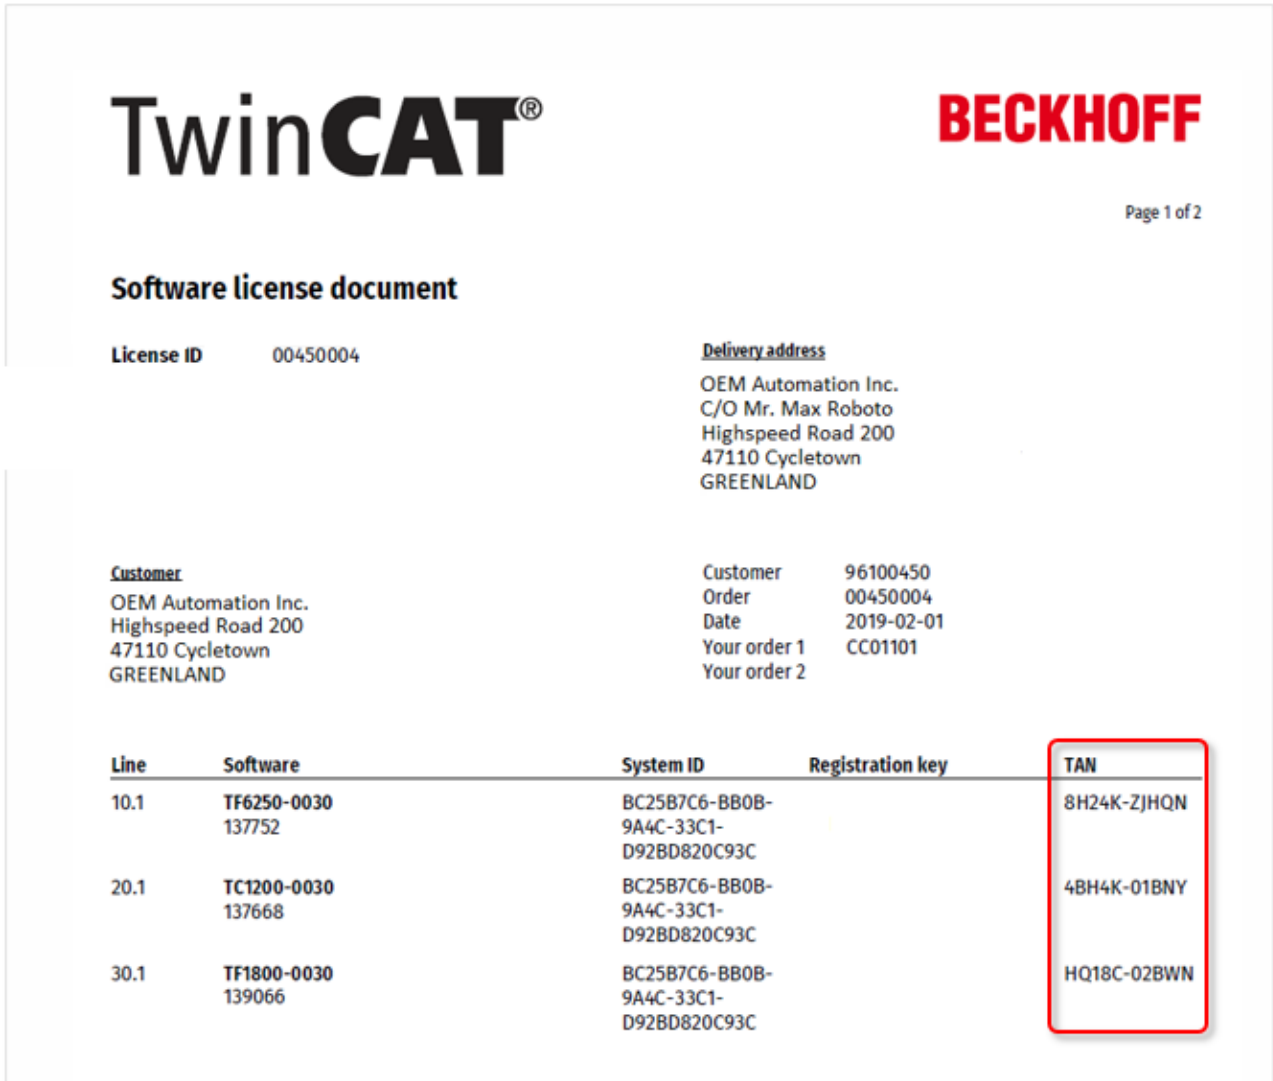 TwinCAT®
BECKHOFF
Page 1 of 2
Software license document
License ID 00450004
Delivery address
OEM Automation Inc.
C/O Mr. Max Roboto
Highspeed Road 200
47110 Cycletown
GREENLAND
Customer
OEM Automation Inc.
Highspeed Road 200
47110 Cycletown
GREENLAND
Customer 96100450
Order 00450004
Date 2019-02-01
Your order 1 CC01101
Your order 2
Line Software System ID Registration key TAN
10.1 TF6250-0030 BC25B7C6-BB0B- 8H24K-ZJHQN
137752 9A4C-33C1-
D92BD820C93C
20.1 TC1200-0030 BC25B7C6-BB0B- 4BH4K-01BNY
137668 9A4C-33C1-
D92BD820C93C
30.1 TF1800-0030 BC25B7C6-BB0B- HQ18C-02BWN
139066 9A4C-33C1-
D92BD820C93C